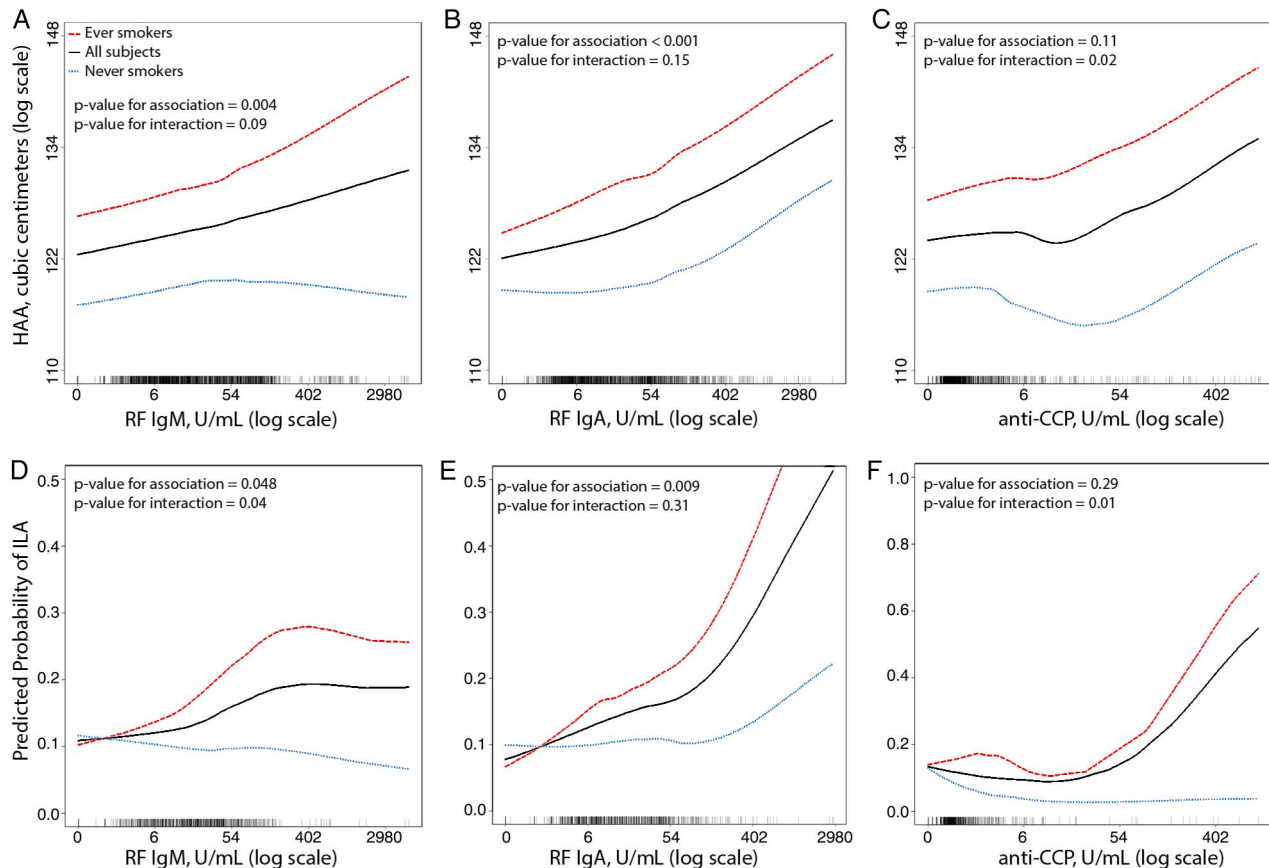 A
Ever smokers
All subjects
Never smokers
p-value for association = 0.004
p-value for interaction = 0.09
HAA, cubic centimeters (log scale)
148
134
122
110
0 6 54 402 2980
RF IgM, U/mL (log scale)
B
p-value for association < 0.001
p-value for interaction = 0.15
148
134
122
110
0 6 54 402 2980
RF IgA, U/mL (log scale)
C
p-value for association = 0.11
p-value for interaction = 0.02
148
134
122
110
0 6 54 402
anti-CCP, U/mL (log scale)
D
p-value for association = 0.048
p-value for interaction = 0.04
Predicted Probability of ILA
0.5
0.4
0.3
0.2
0.1
0.0
0 6 54 402 2980
RF IgM, U/mL (log scale)
E
p-value for association = 0.009
p-value for interaction = 0.31
0.5
0.4
0.3
0.2
0.1
0.0
0 6 54 402 2980
RF IgA, U/mL (log scale)
F
p-value for association = 0.29
p-value for interaction = 0.01
1.0
0.8
0.6
0.4
0.2
0.0
0 6 54 402
anti-CCP, U/mL (log scale)